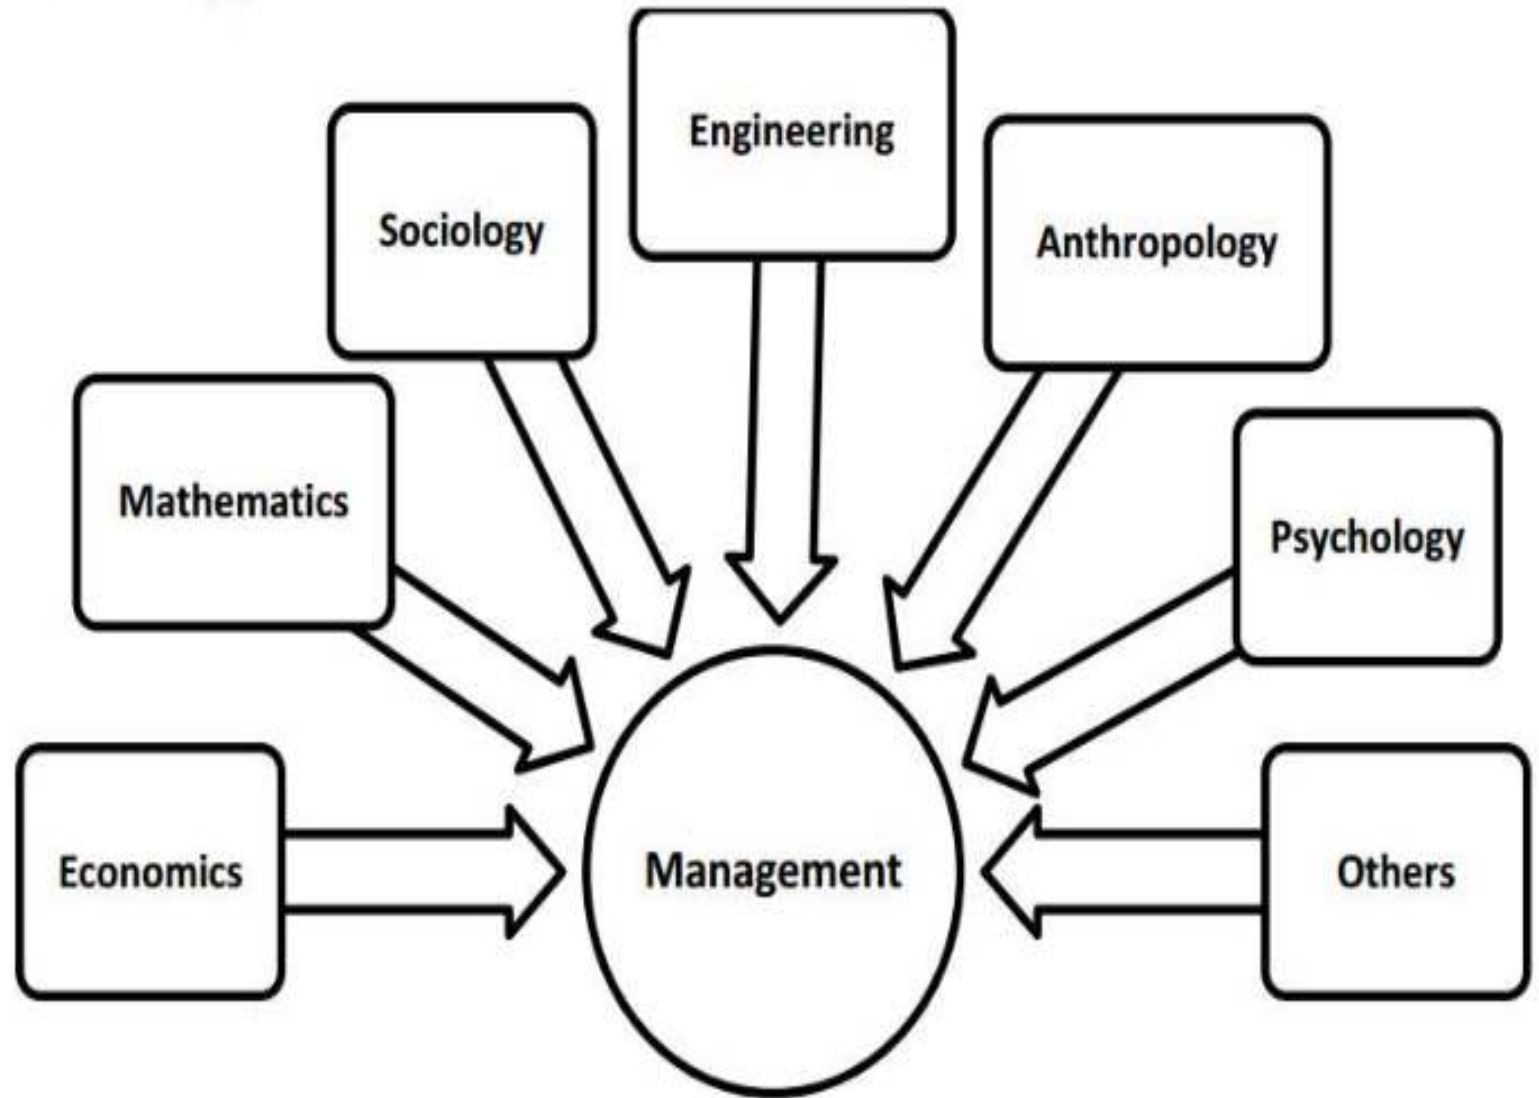 Engineering
Sociology
Anthropology
Mathematics
Psychology
Economics
Management
Others